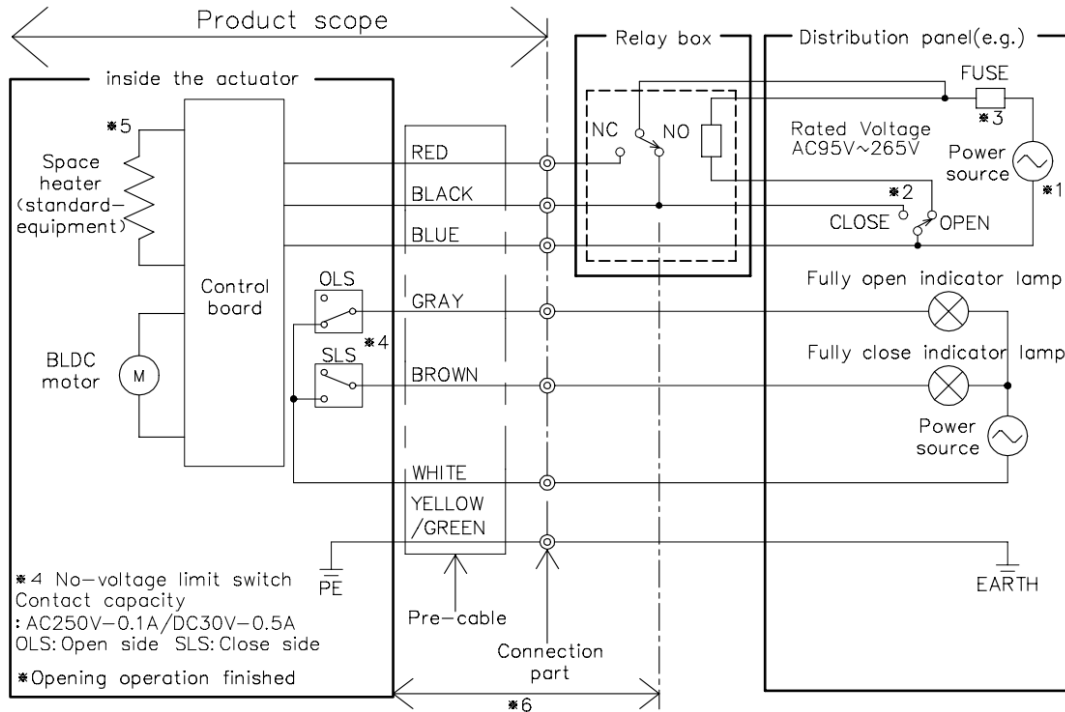 Product scope
inside the actuator
※5
Space
heater
(standard-
equipment)
Control
board
BLDC
motor
M
OLS
※4
SLS
RED
BLACK
BLUE
GRAY
BROWN
WHITE
YELLOW
/GREEN
PE
※4 No-voltage limit switch
Contact capacity
: AC250V-0.1A/DC30V-0.5A
OLS: Open side SLS: Close side
※Opening operation finished
Pre-cable
Connection
part
※6
Relay box
NC
NO
Distribution panel(e.g.)
FUSE
※3
Rated Voltage
AC95V~265V
Power
source
※1
※2
CLOSE
OPEN
Fully open indicator lamp
Fully close indicator lamp
Power
source
EARTH